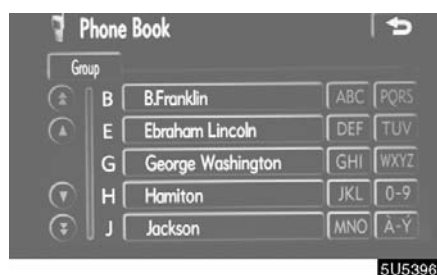 Phone Book
Group
B B.Franklin ABC PQRS
E Ebraham Lincoln DEF TUV
G George Washington GHI WXYZ
H Hamiton JKL 0-9
J Jackson MNO À-Ý
5U5396